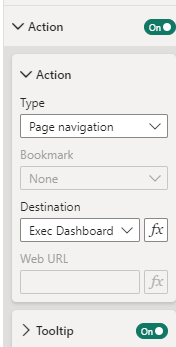 Action
On
Action
Type
Page navigation
Bookmark
None
Destination
Exec Dashboard
fx
Web URL
fx
Tooltip
On